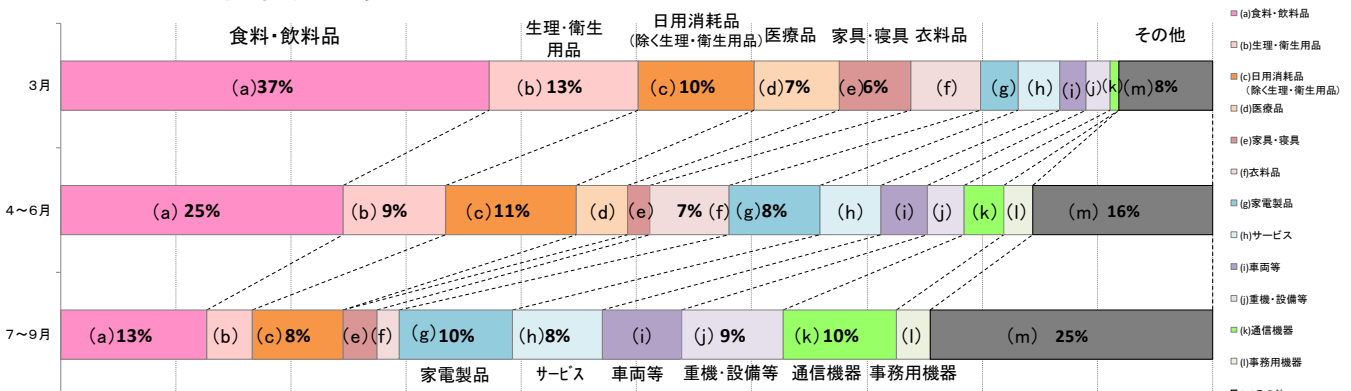 食料・飲料品
生理・衛生
用品
日用消耗品
(除く生理・衛生用品)
医療品
家具・寝具
衣料品
その他
3月
(a)37%
(b) 13%
(c) 10%
(d) 7%
(e)6%
(f)
(g)
(h)
(i)
(j)
(k)
(m)8%
4～6月
(a) 25%
(b) 9%
(c)11%
(d)
(e)
7% (f)
(g)8%
(h)
(i)
(j)
(k)
(l)
(m) 16%
7～9月
(a)13%
(b)
(c)8%
(e)
(f)
(g)10%
(h)8%
(i)
(j) 9%
(k)10%
(l)
(m) 25%
家電製品
サービス
車両等
重機・設備等
通信機器
事務用機器
(a)食料・飲料品
(b)生理・衛生用品
(c)日用消耗品
(除く生理・衛生用品)
(d)医療品
(e)家具・寝具
(f)衣料品
(g)家電製品
(h)サービス
(i)車両等
(j)重機・設備等
(k)通信機器
(l)事務用機器